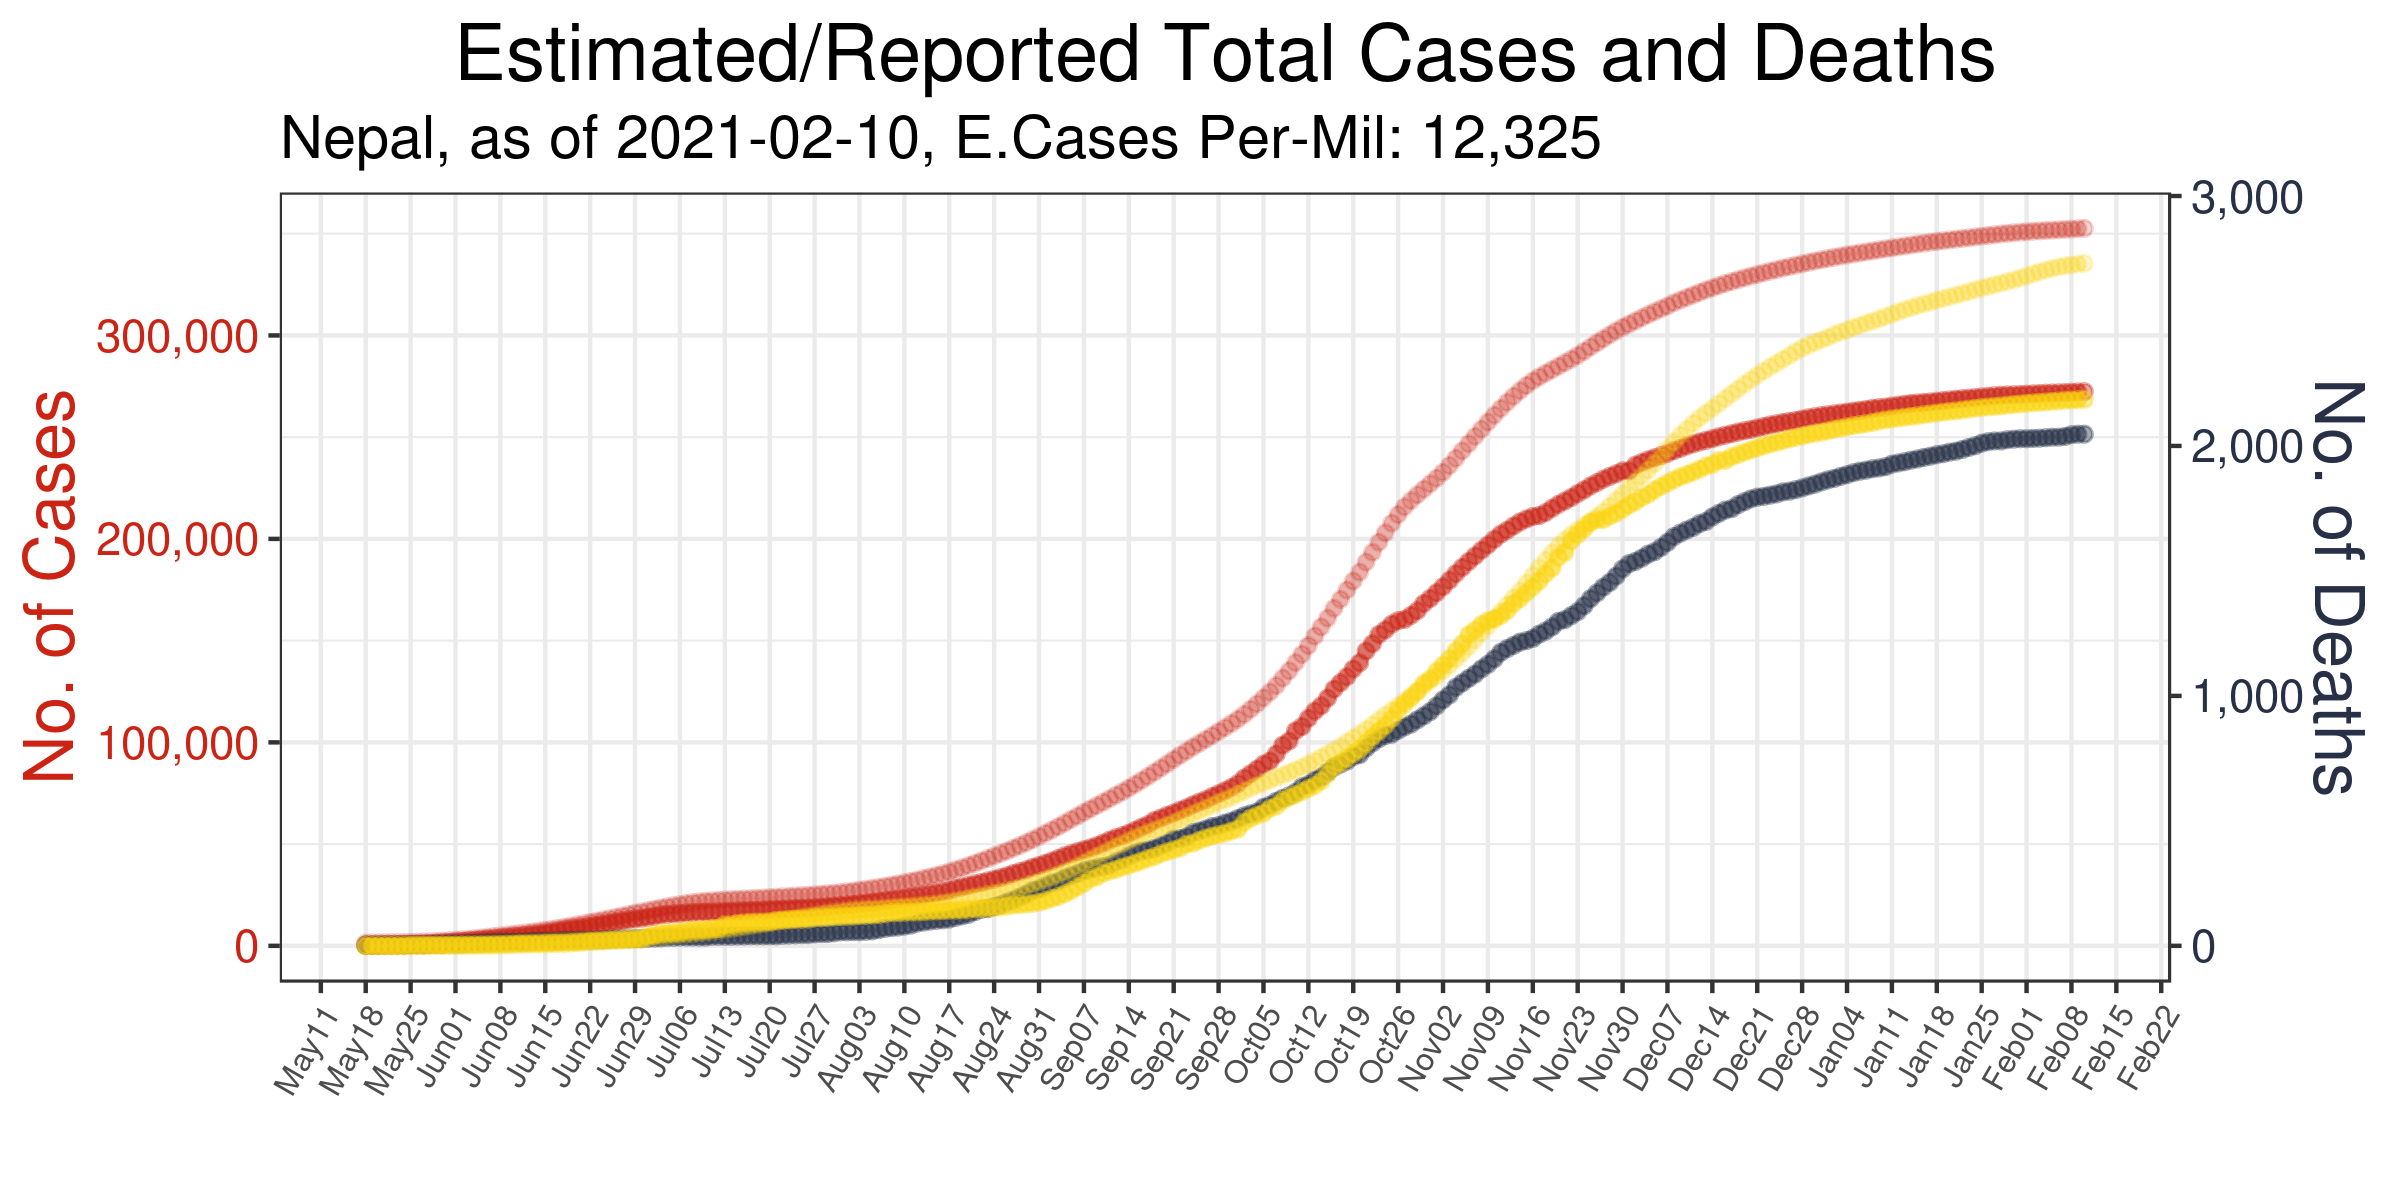 Estimated/Reported Total Cases and Deaths
Nepal, as of 2021-02-10, E.Cases Per-Mil: 12,325
No. of Cases
300,000
200,000
100,000
0
3,000
2,000
1,000
0
No. of Deaths
May11
May18
May25
Jun01
Jun08
Jun15
Jun22
Jun29
Jul06
Jul13
Jul20
Jul27
Aug03
Aug10
Aug17
Aug24
Aug31
Sep07
Sep14
Sep21
Sep28
Oct05
Oct12
Oct19
Oct26
Nov02
Nov09
Nov16
Nov23
Nov30
Dec07
Dec14
Dec21
Dec28
Jan04
Jan11
Jan18
Jan25
Feb01
Feb08
Feb15
Feb22